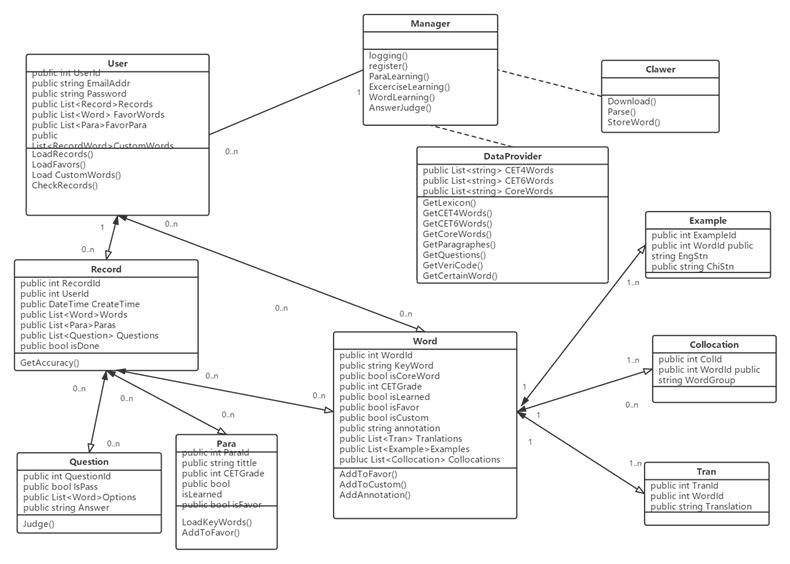 Manager
logging()
register()
ParaLearning()
ExcerciseLearning()
WordLearning()
AnswerJudge()
User
public int UserId
public string EmailAddr
public string Password
public List<Record>Records
public List<Word> FavorWords
public List<Para>FavorPara
public
List<RecordWord>CustomWords
LoadRecords()
LoadFavors()
Load CustomWords()
CheckRecords()
Clawer
Download()
Parse()
StoreWord()
1
0..n
DataProvider
public List<string> CET4Words
public List<string> CET6Words
public List<string> CoreWords
GetLexicon()
GetCET4Words()
GetCET6Words()
GetCoreWords()
GetParagraphes()
GetQuestions()
GetVeriCode()
GetCertainWord()
1
0..n
0..n
0..n
0..n
Example
public int ExampleId
public int WordId public
string EngStn
public string ChiStn
1..n
Record
public int RecordId
public int UserId
public DateTime CreateTime
public List<Word>Words
public List<Para>Paras
public List<Question> Questions
public bool isDone
GetAccuracy()
Word
public int WordId
public string KeyWord
public bool isCoreWord
public int CETGrade
public bool isLearned
public bool isFavor
public bool isCustom
public string annotation
public List<Tran> Tranlations
public List<Example>Examples
publuc List<Collocation> Collocations
AddToFavor()
AddToCustom()
AddAnnotation()
Collocation
public int ColId
public int WordId public
string WordGroup
1..n
0..n
1
1
1
0..n
0..n
0..n
0..n
0..n
0..n
Question
public int QuestionId
public bool IsPass
public List<Word>Options
public string Answer
Judge()
Para
public int ParaId
public string tittle
public int CETGrade
public bool
isLearned
public bool isFavor
LoadKeyWords()
AddToFavor()
1..n
Tran
public int TranId
public int WordId
public string Translation